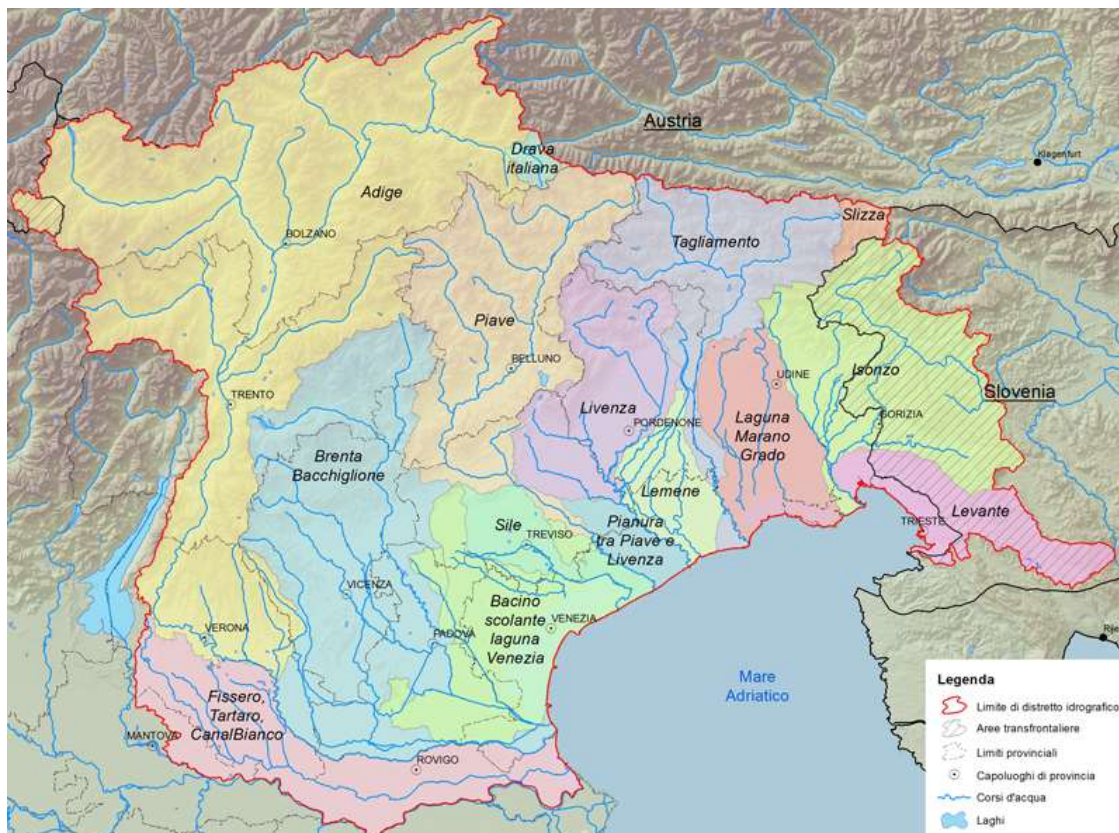 Austria
Klagenfurt
Drava
italiana
Adige
Slizza
BOLZANO
Tagliamento
Piave
BELLUNO
Isonzo
UDINE
Slovenia
TRENTO
Livenza
PORDENONE
Laguna
Marano
Grado
GORIZIA
Brenta
Bacchiglione
Lemene
Levante
Sile
TREVISO
Pianura
tra Piave e
Livenza
TRIESTE
VICENZA
Bacino
scolante
laguna
Venezia
VENEZIA
PADOVA
VERONA
Mare
Adriatico
Fissero,
Tartaro,
CanalBianco
MANTOVA
ROVIGO
Legenda
Limite di distretto idrografico
Aree transfrontaliere
Limiti provinciali
Capoluoghi di provincia
Corsi d'acqua
Laghi